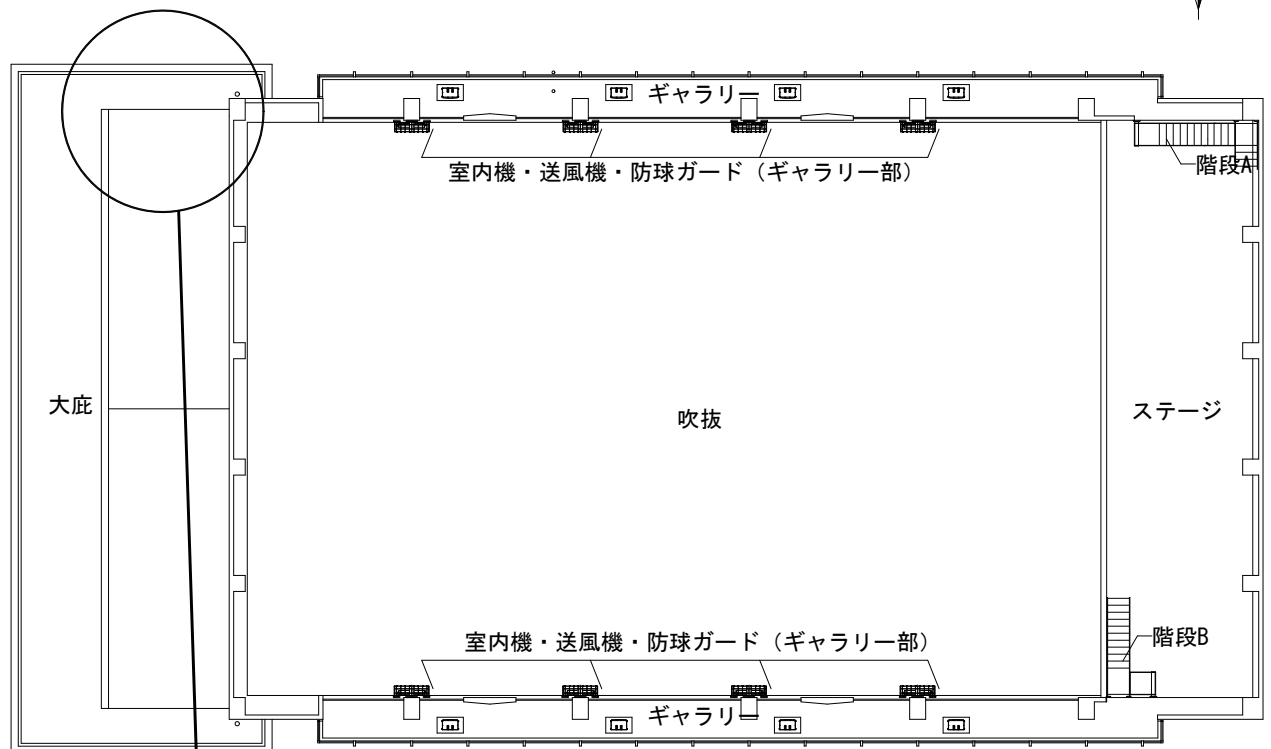 ギャラリー
室内機・送風機・防球ガード（ギャラリー部）
階段A
大庇
吹抜
ステージ
室内機・送風機・防球ガード（ギャラリー部）
階段B
ギャラリー